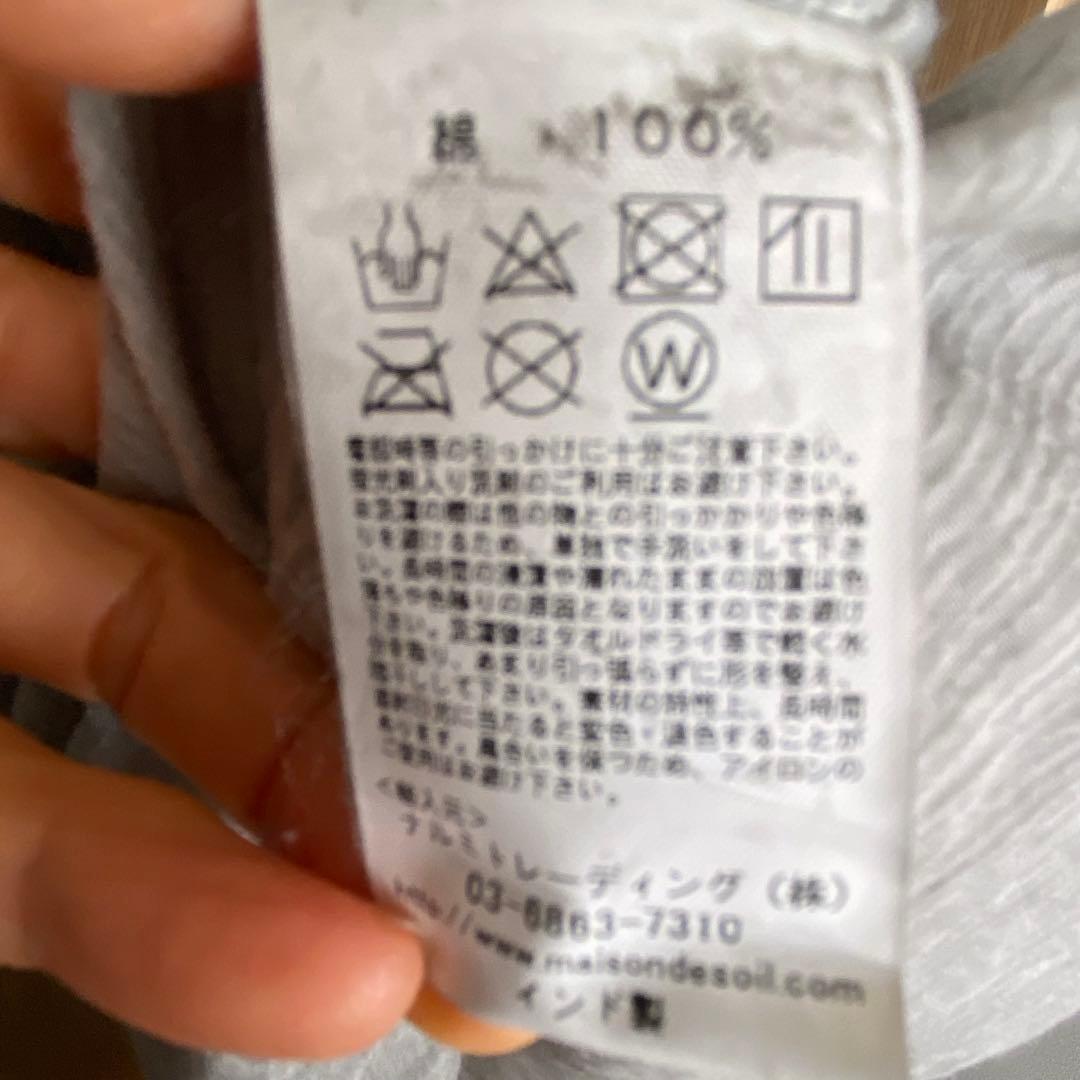 綿 100%
W
着用時等の引っかけに十分ご注意下さい。
蛍光剤入り洗剤のご利用はお避け下さい。
お洗濯の際は他の物との引っかかりや色移
りを避けるため、単独で手洗いをして下さ
い。長時間の浸漬や濡れたままの放置は色
落ちや色移りの原因となりますのでお避け
下さい。洗濯後はタオルドライ等で軽く水
分を取り、あまり引っ張らずに形を整え、
陰干しして下さい。素材の特性上、長時間
直射日光に当たると変色・退色することが
あります。風合いを保つため、アイロンの
ご使用はお避け下さい。
<輸入元>
ナルミトレーディング(株)
03-6863-7310
http://www.maisondesoil.com
インド製